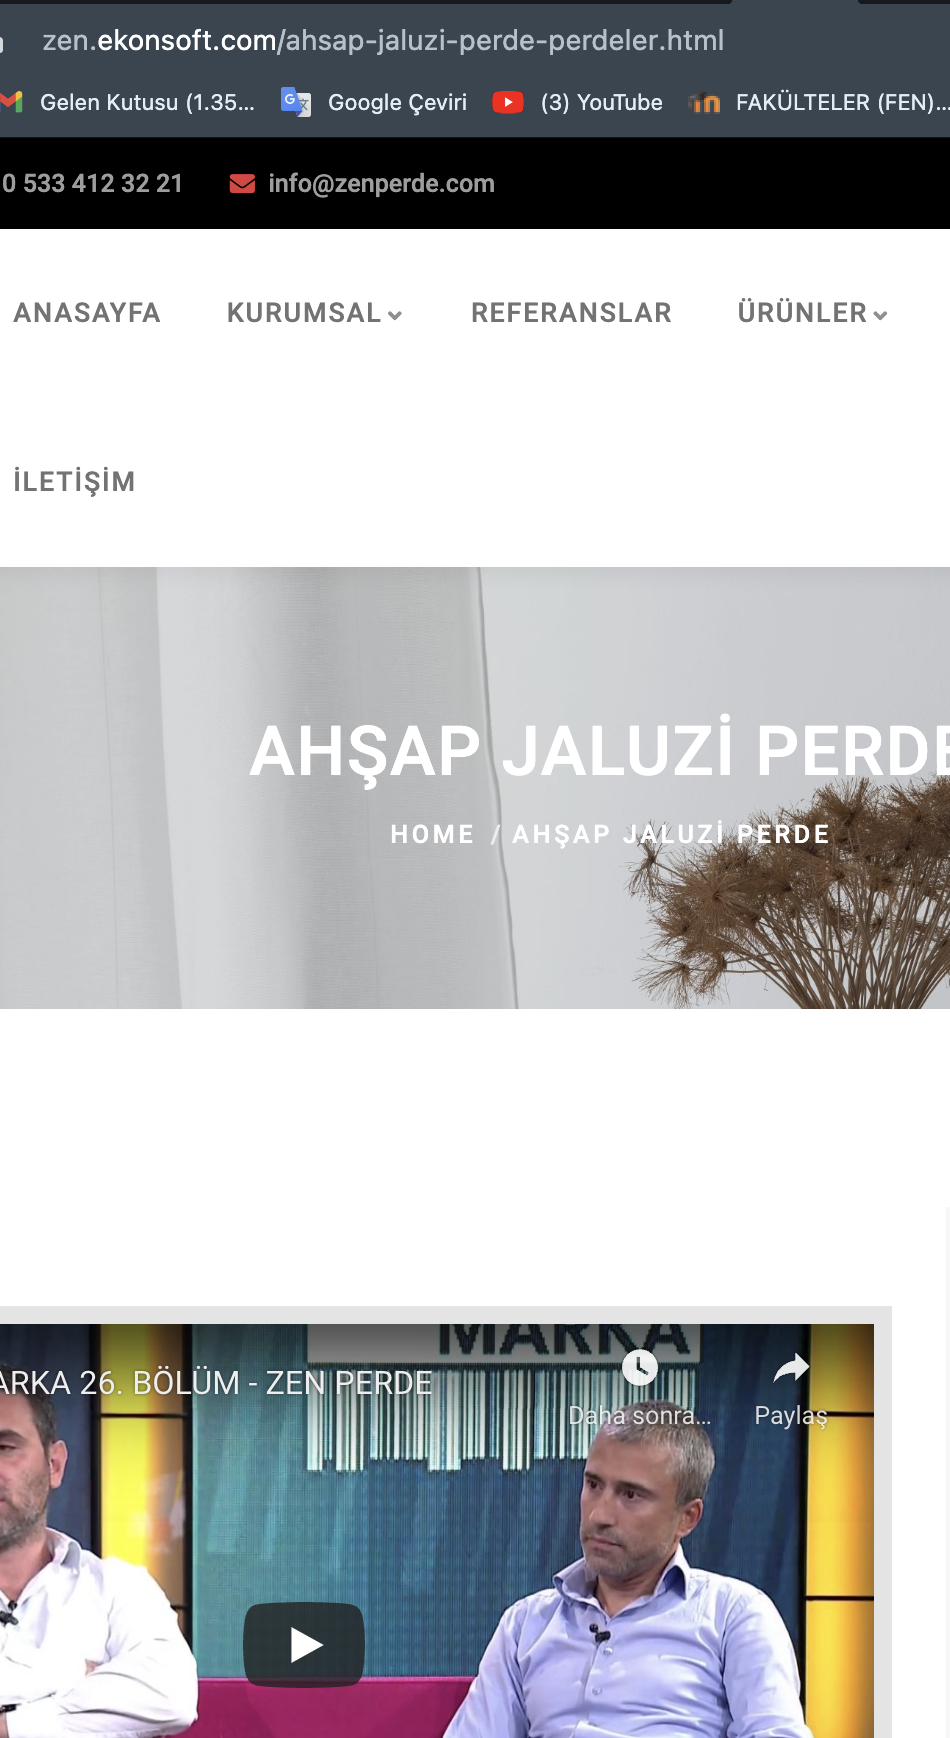 zen.ekonsoft.com/ahsap-jaluzi-perde-perdeler.html
Gelen Kutusu (1.35... Google Çeviri (3) YouTube FAKÜLTELER (FEN)...
0 533 412 32 21 info@zenperde.com
ANASAYFA KURUMSAL REFERANSLAR ÜRÜNLER
İLETİŞİM
AHŞAP JALUZİ PERDE
HOME / AHŞAP JALUZİ PERDE
MARKA
ARKA 26. BÖLÜM - ZEN PERDE
Daha sonra... Paylaş